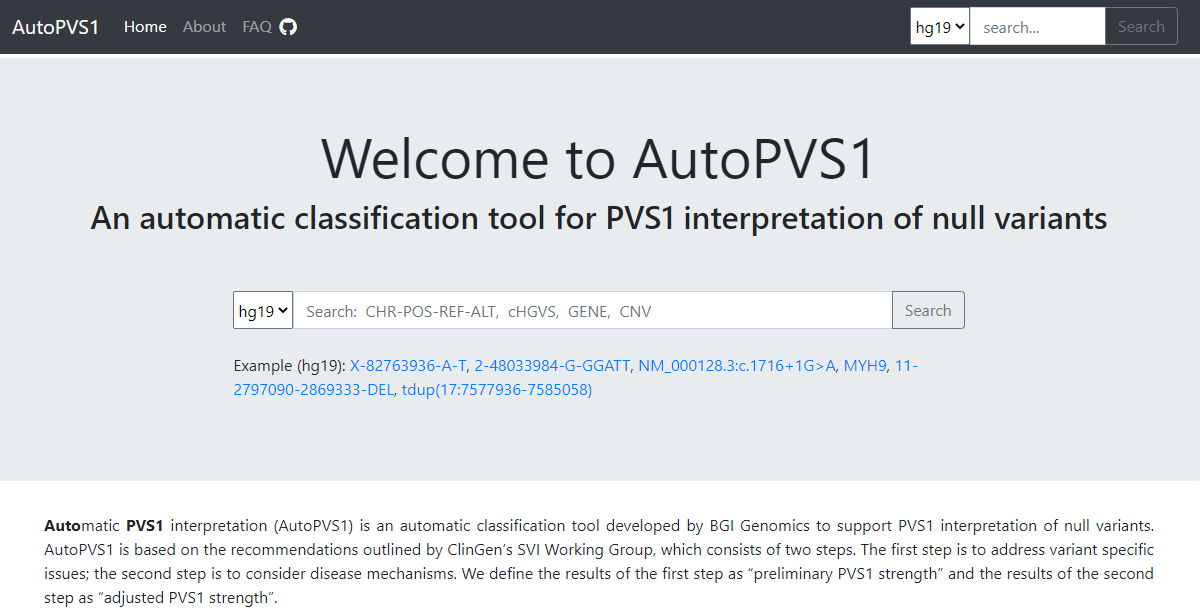 AutoPVS1 Home About FAQ hg19 search... Search
Welcome to AutoPVS1
An automatic classification tool for PVS1 interpretation of null variants
hg19 Search: CHR-POS-REF-ALT, cHGVS, GENE, CNV Search
Example (hg19): X-82763936-A-T, 2-48033984-G-GGATT, NM_000128.3:c.1716+1G>A, MYH9, 11-
2797090-2869333-DEL, tdup(17:7577936-7585058)
Automatic PVS1 interpretation (AutoPVS1) is an automatic classification tool developed by BGI Genomics to support PVS1 interpretation of null variants.
AutoPVS1 is based on the recommendations outlined by ClinGen’s SVI Working Group, which consists of two steps. The first step is to address variant specific
issues; the second step is to consider disease mechanisms. We define the results of the first step as “preliminary PVS1 strength” and the results of the second
step as “adjusted PVS1 strength”.